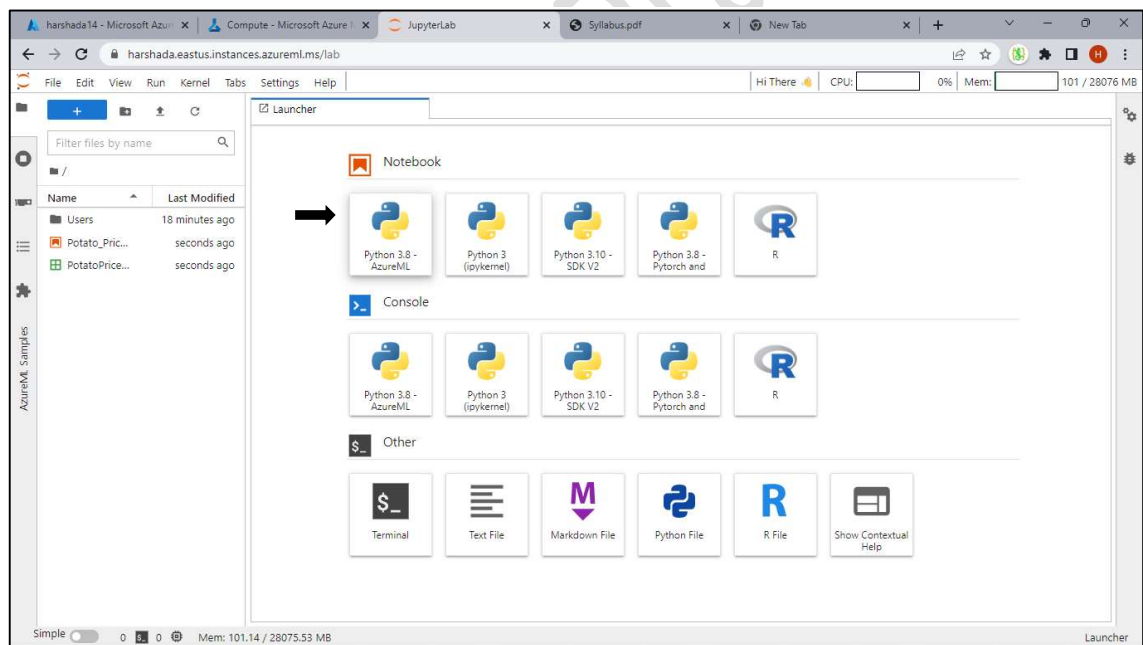 harshada14 - Microsoft Azur
Compute - Microsoft Azure
JupyterLab
Syllabus.pdf
New Tab
harshada.eastus.instances.azureml.ms/lab
H
File Edit View Run Kernel Tabs Settings Help
Hi There
CPU:
0%
Mem:
101 / 28076 MB
Launcher
Filter files by name
/
Name Last Modified
Users 18 minutes ago
Potato_Pric... seconds ago
PotatoPrice... seconds ago
AzureML Samples
Notebook
Python 3.8 -
AzureML
Python 3
(ipykernel)
Python 3.10 -
SDK V2
Python 3.8 -
Pytorch and
R
Console
Python 3.8 -
AzureML
Python 3
(ipykernel)
Python 3.10 -
SDK V2
Python 3.8 -
Pytorch and
R
$_ Other
$_
Terminal
Text File
M
Markdown File
Python File
R
R File
Show Contextual
Help
Simple 0 $_ 0 Mem: 101.14 / 28075.53 MB
Launcher